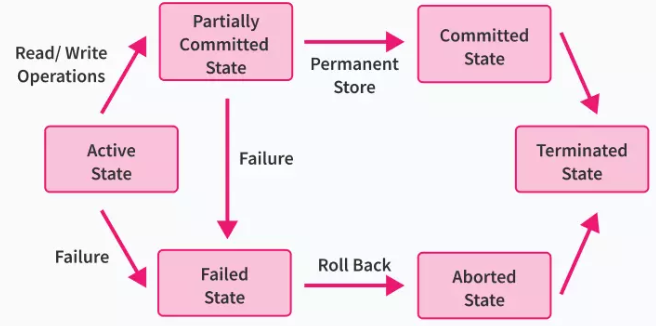 Partially
Committed
State
Committed
State
Read/ Write
Operations
Permanent
Store
Active
State
Failure
Terminated
State
Failure
Failed
State
Roll Back
Aborted
State